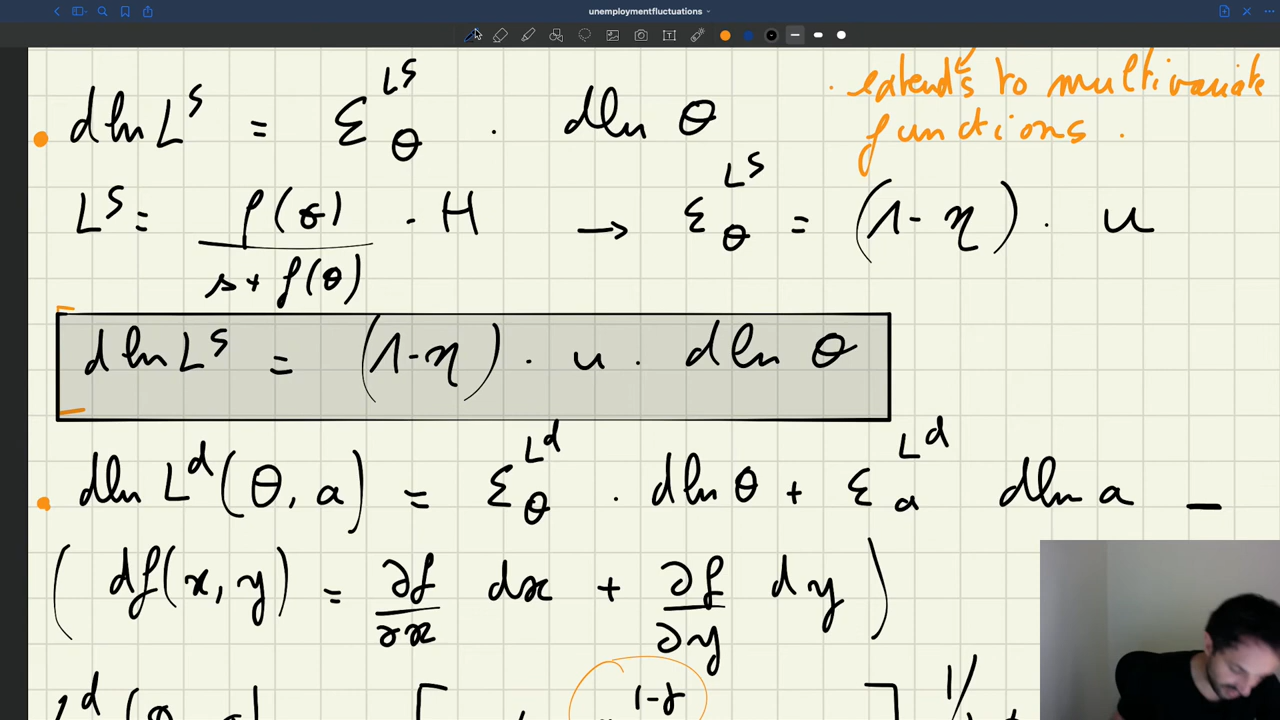 unemploymentfluctuations
extends to multivariate
functions.
d ln L^s = ε_θ^{L^s} · d ln θ
L^s = f(θ) / (s + f(θ)) · H → ε_θ^{L^s} = (1-η) · u
d ln L^s = (1-η) · u · d ln θ
d ln L^d (θ, a) = ε_θ^{L^d} · d ln θ + ε_a^{L^d} d ln a _
( df(x, y) = ∂f/∂x dx + ∂f/∂y dy )
1-γ